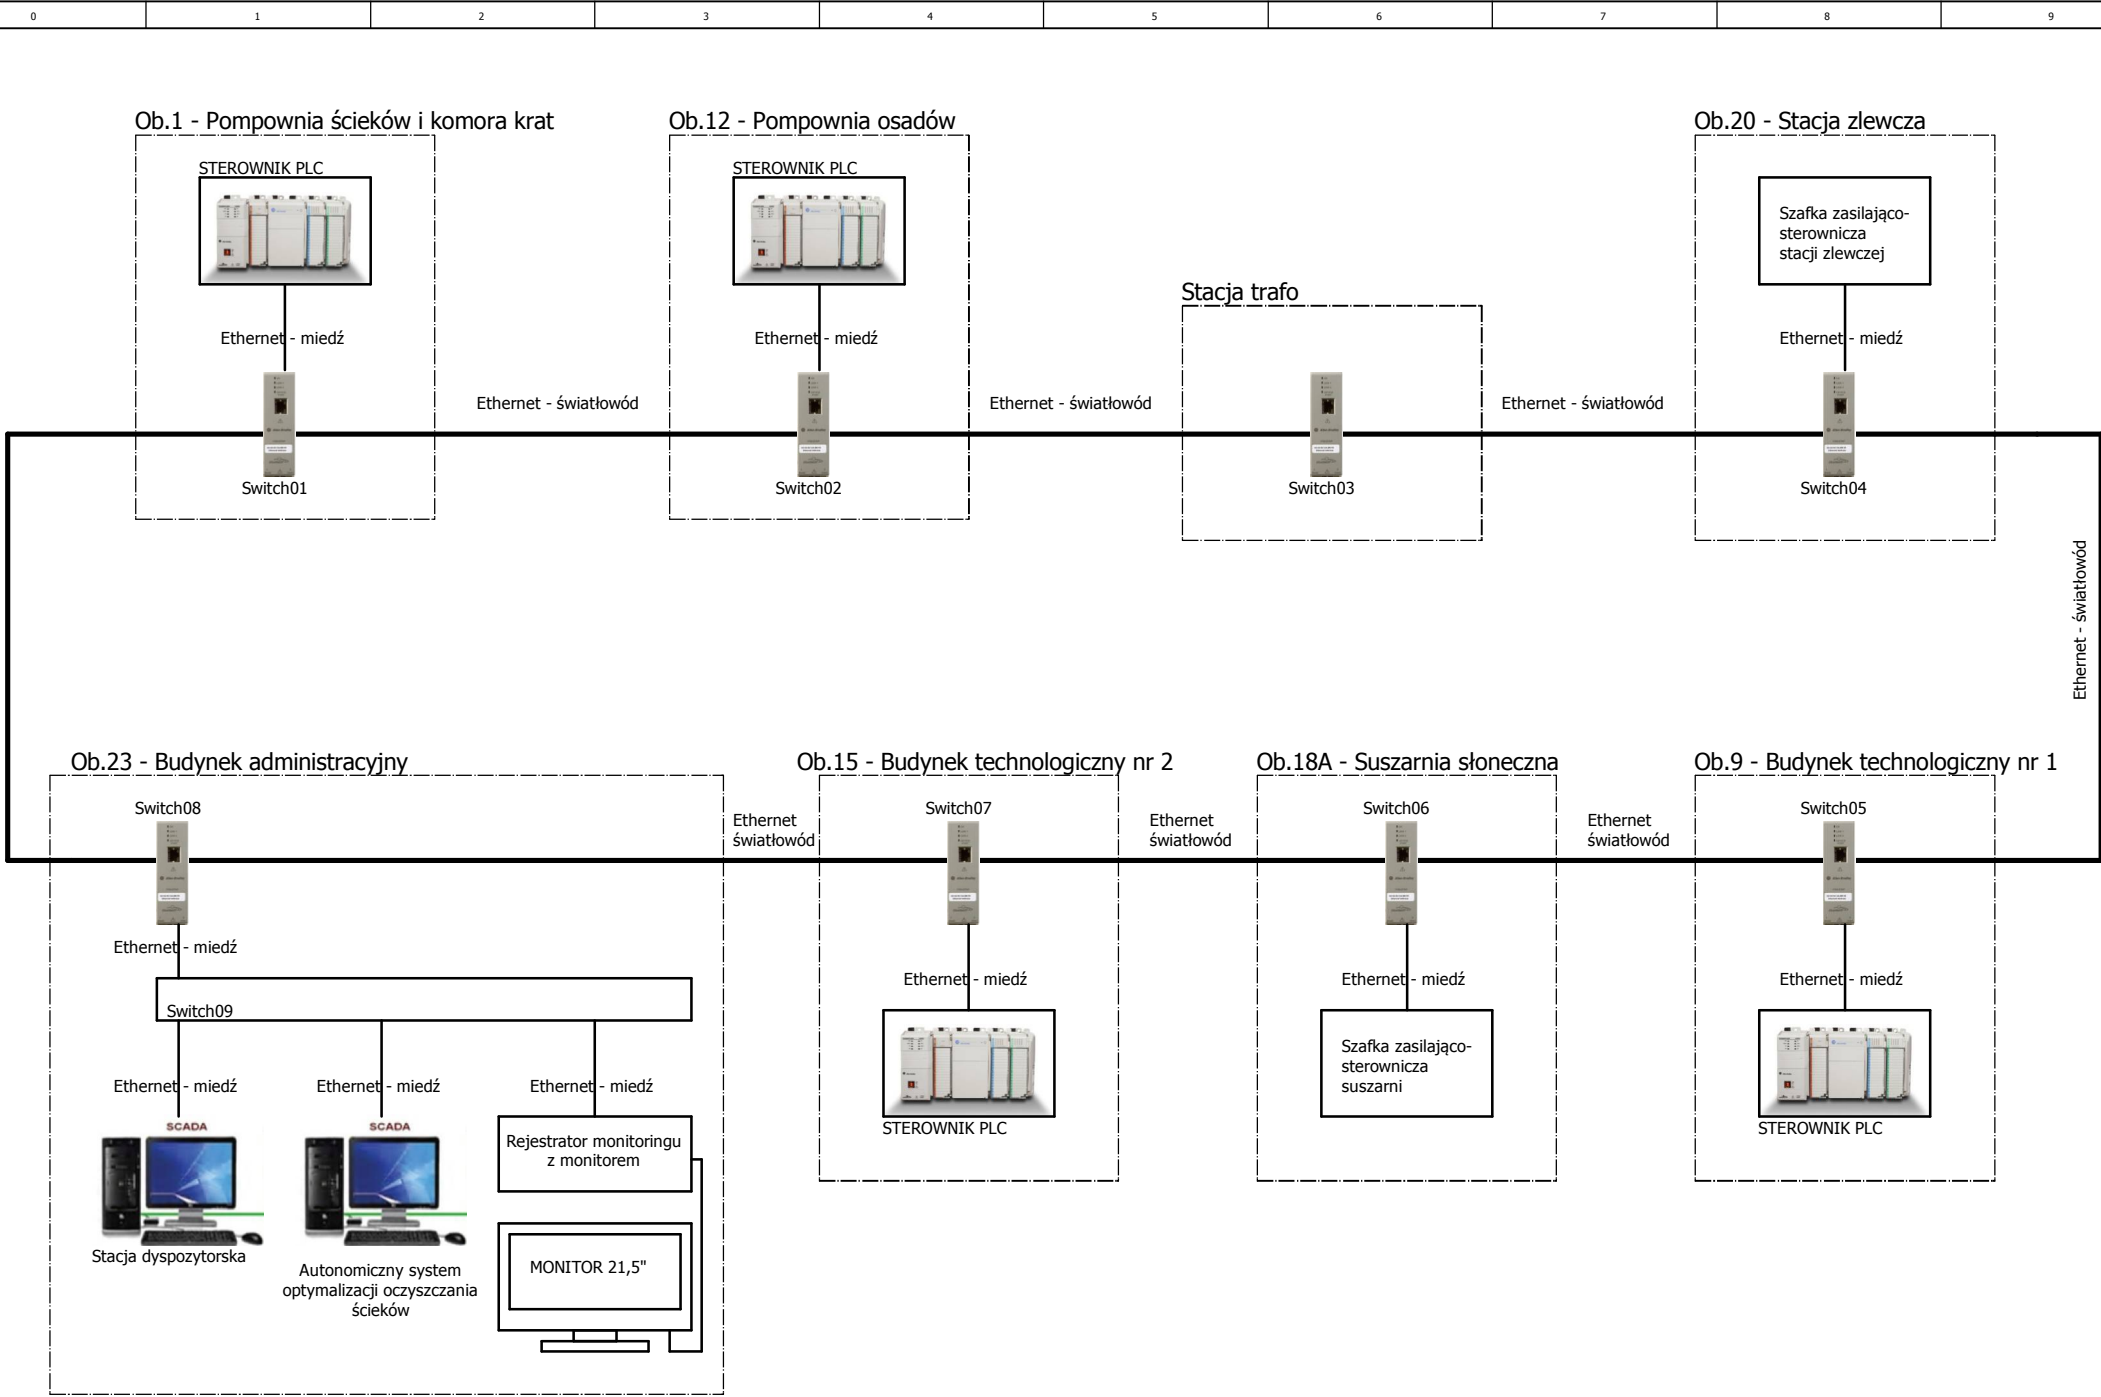 0 1 2 3 4 5 6 7 8 9
Ob.1 - Pompownia ścieków i komora krat
STEROWNIK PLC
Ethernet - miedź
Switch01
Ethernet - światłowód
Ob.12 - Pompownia osadów
STEROWNIK PLC
Ethernet - miedź
Switch02
Ethernet - światłowód
Stacja trafo
Switch03
Ethernet - światłowód
Ob.20 - Stacja zlewcza
Szafka zasilająco-
sterownicza
stacji zlewczej
Ethernet - miedź
Switch04
Ethernet - światłowód
Ob.23 - Budynek administracyjny
Switch08
Ethernet - miedź
Switch09
Ethernet - miedź
SCADA
Stacja dyspozytorska
Ethernet - miedź
SCADA
Autonomiczny system
optymalizacji oczyszczania
ścieków
Ethernet - miedź
Rejestrator monitoringu
z monitorem
MONITOR 21,5"
Ethernet
światłowód
Ob.15 - Budynek technologiczny nr 2
Switch07
Ethernet - miedź
STEROWNIK PLC
Ethernet
światłowód
Ob.18A - Suszarnia słoneczna
Switch06
Ethernet - miedź
Szafka zasilająco-
sterownicza
suszarni
Ethernet
światłowód
Ob.9 - Budynek technologiczny nr 1
Switch05
Ethernet - miedź
STEROWNIK PLC